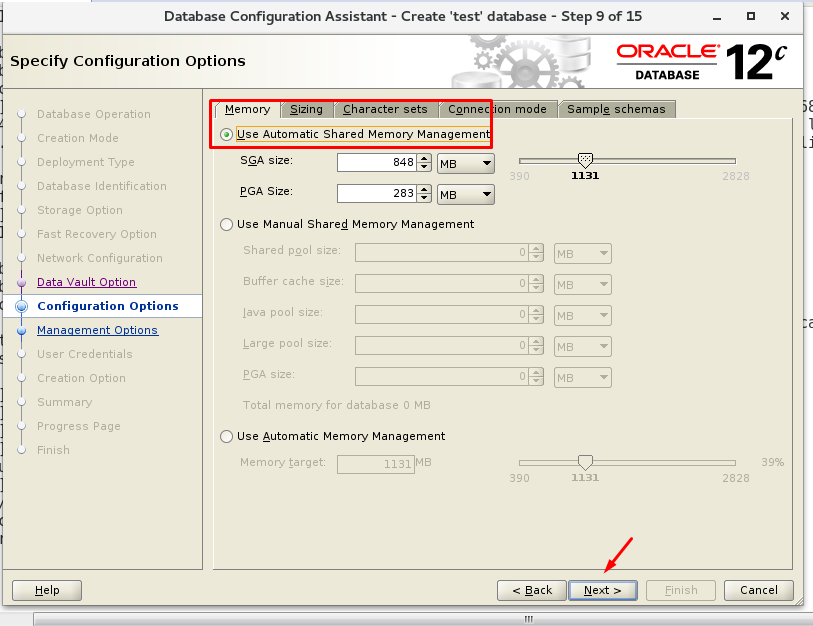 Database Configuration Assistant - Create 'test' database - Step 9 of 15
Specify Configuration Options
ORACLE®
DATABASE
12c
Database Operation
Creation Mode
Deployment Type
Database Identification
Storage Option
Fast Recovery Option
Network Configuration
Data Vault Option
Configuration Options
Management Options
User Credentials
Creation Option
Summary
Progress Page
Finish
Memory Sizing Character sets Connection mode Sample schemas
Use Automatic Shared Memory Management
SGA size: 848 MB
390 1131 2828
PGA Size: 283 MB
Use Manual Shared Memory Management
Shared pool size: 0 MB
Buffer cache size: 0 MB
Java pool size: 0 MB
Large pool size: 0 MB
PGA size: 0 MB
Total memory for database 0 MB
Use Automatic Memory Management
Memory target: 1131 MB 39%
390 1131 2828
Help < Back Next > Finish Cancel